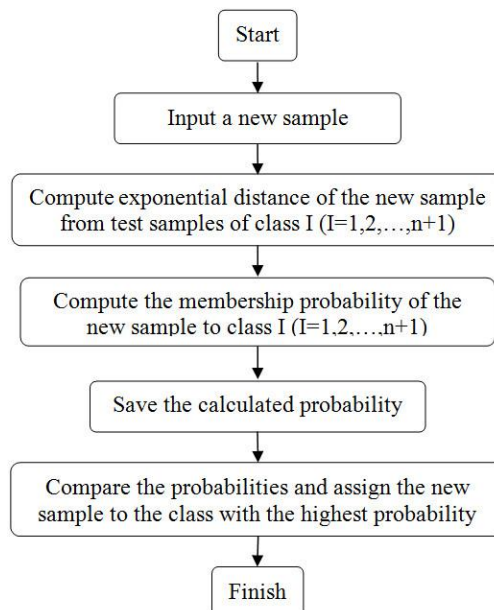 Start
Input a new sample
Compute exponential distance of the new sample
from test samples of class I (I=1,2,…,n+1)
Compute the membership probability of the
new sample to class I (I=1,2,…,n+1)
Save the calculated probability
Compare the probabilities and assign the new
sample to the class with the highest probability
Finish